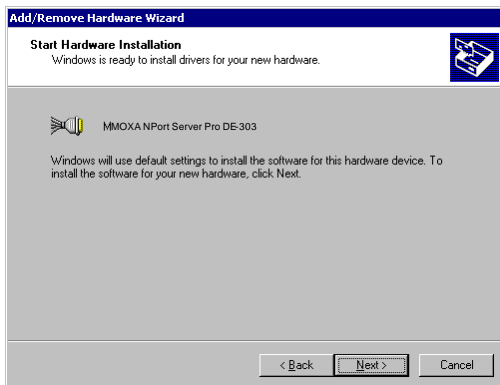 Add/Remove Hardware Wizard
Start Hardware Installation
Windows is ready to install drivers for your new hardware.
MMOXA NPort Server Pro DE-303
Windows will use default settings to install the software for this hardware device. To
install the software for your new hardware, click Next.
< Back
Next >
Cancel